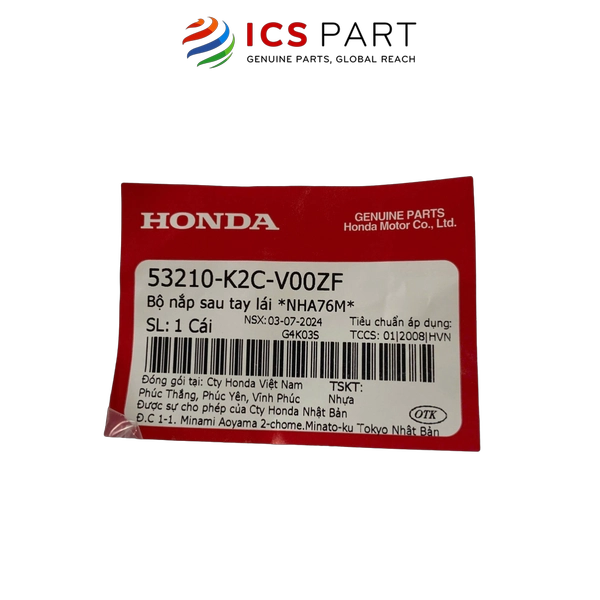 ICS PART
GENUINE PARTS, GLOBAL REACH
HONDA
GENUINE PARTS
Honda Motor Co., Ltd.
53210-K2C-V00ZF
Bộ nắp sau tay lái *NHA76M*
SL: 1 Cái
NSX: 03-07-2024
G4K03S
Tiêu chuẩn áp dụng:
TCCS: 01|2008|HVN
Đóng gói tại: Cty Honda Việt Nam
Phúc Thắng, Phúc Yên, Vĩnh Phúc
TSKT:
Nhựa
Được sự cho phép của Cty Honda Nhật Bản
Đ.C 1-1. Minami Aoyama 2-chome.Minato-ku Tokyo Nhật Bản
OTK